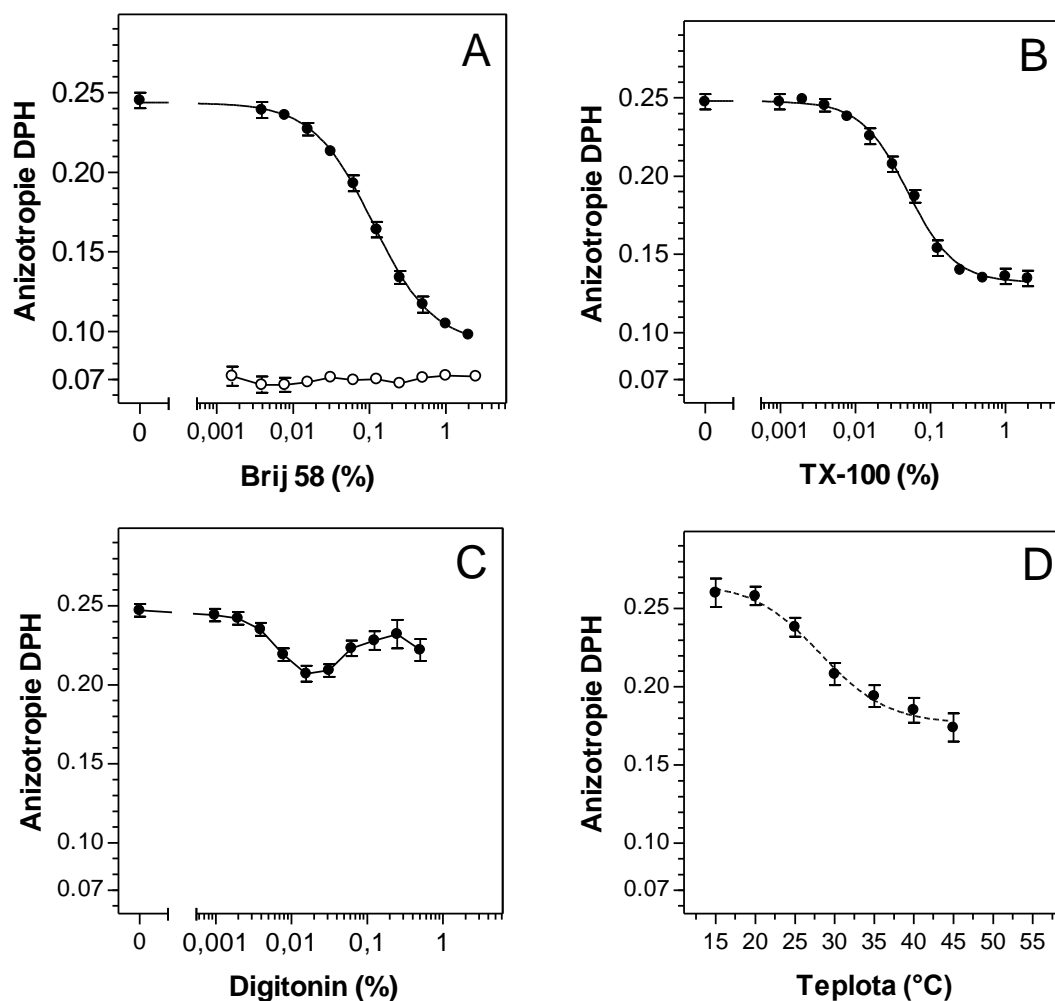 A
Anizotropie DPH
0.25
0.20
0.15
0.10
0.07
0 0,001 0,01 0,1 1
Brij 58 (%)
B
Anizotropie DPH
0.25
0.20
0.15
0.10
0.07
0 0,001 0,01 0,1 1
TX-100 (%)
C
Anizotropie DPH
0.25
0.20
0.15
0.10
0.07
0 0,001 0,01 0,1 1
Digitonin (%)
D
Anizotropie DPH
0.25
0.20
0.15
0.10
0.07
15 20 25 30 35 40 45 50 55
Teplota (°C)